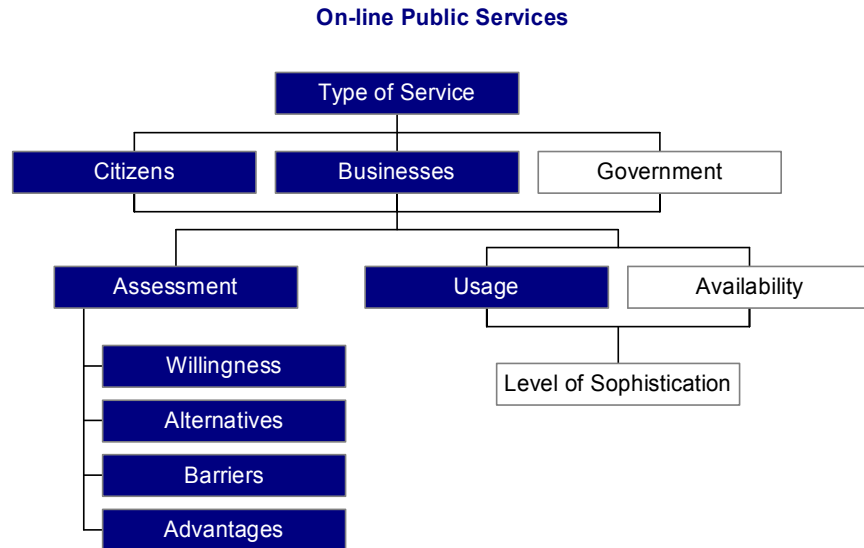 On-line Public Services
Type of Service
Citizens
Businesses
Government
Assessment
Usage
Availability
Willingness
Level of Sophistication
Alternatives
Barriers
Advantages